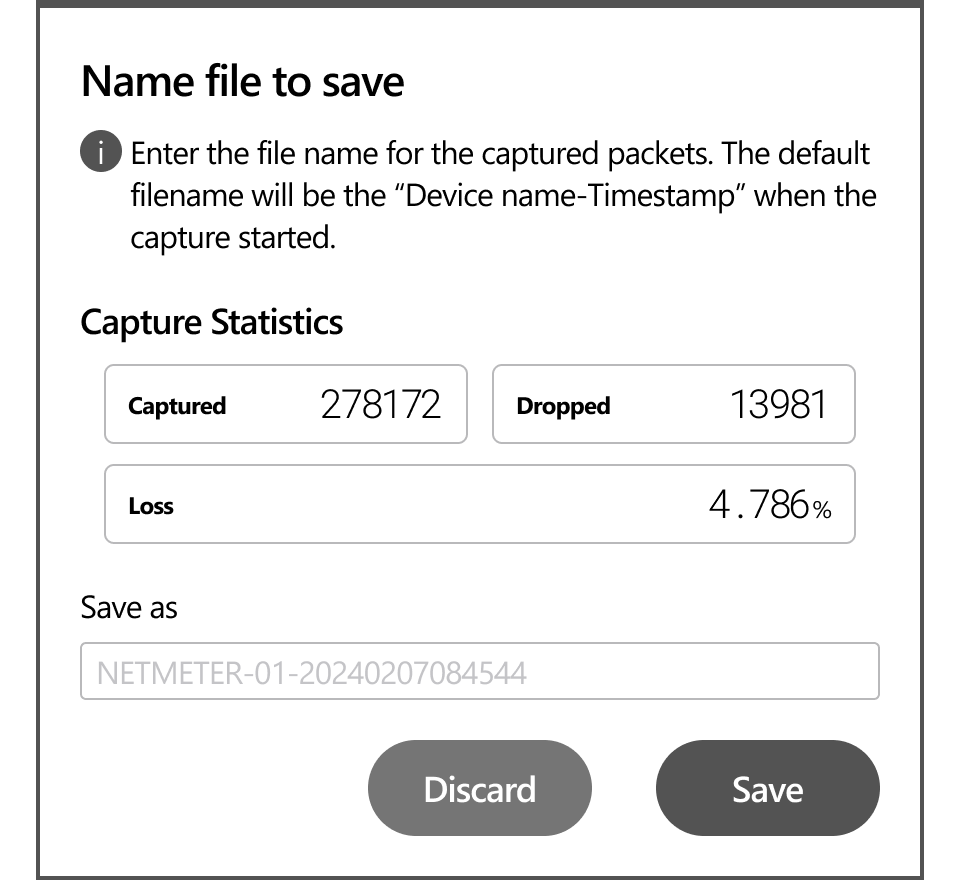 Name file to save
i Enter the file name for the captured packets. The default
filename will be the “Device name-Timestamp” when the
capture started.
Capture Statistics
Captured 278172 Dropped 13981
Loss 4.786%
Save as
NETMETER-01-20240207084544
Discard Save